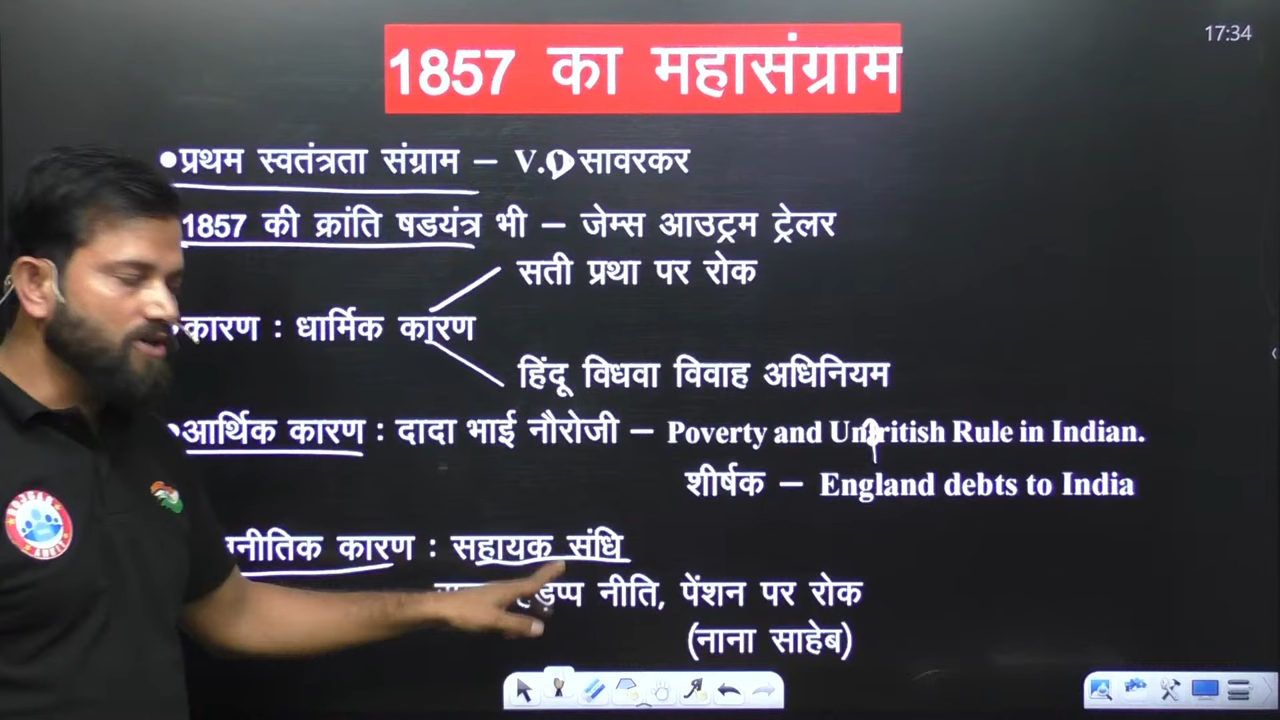 17:34
1857 का महासंग्राम
●प्रथम स्वतंत्रता संग्राम – V.D सावरकर
1857 की क्रांति षडयंत्र भी – जेम्स आउट्रम ट्रेलर
सती प्रथा पर रोक
कारण : धार्मिक कारण
हिंदू विधवा विवाह अधिनियम
आर्थिक कारण : दादा भाई नौरोजी – Poverty and UnBritish Rule in Indian.
शीर्षक – England debts to India
नीतिक कारण : सहायक संधि
नीति, पेंशन पर रोक
(नाना साहेब)